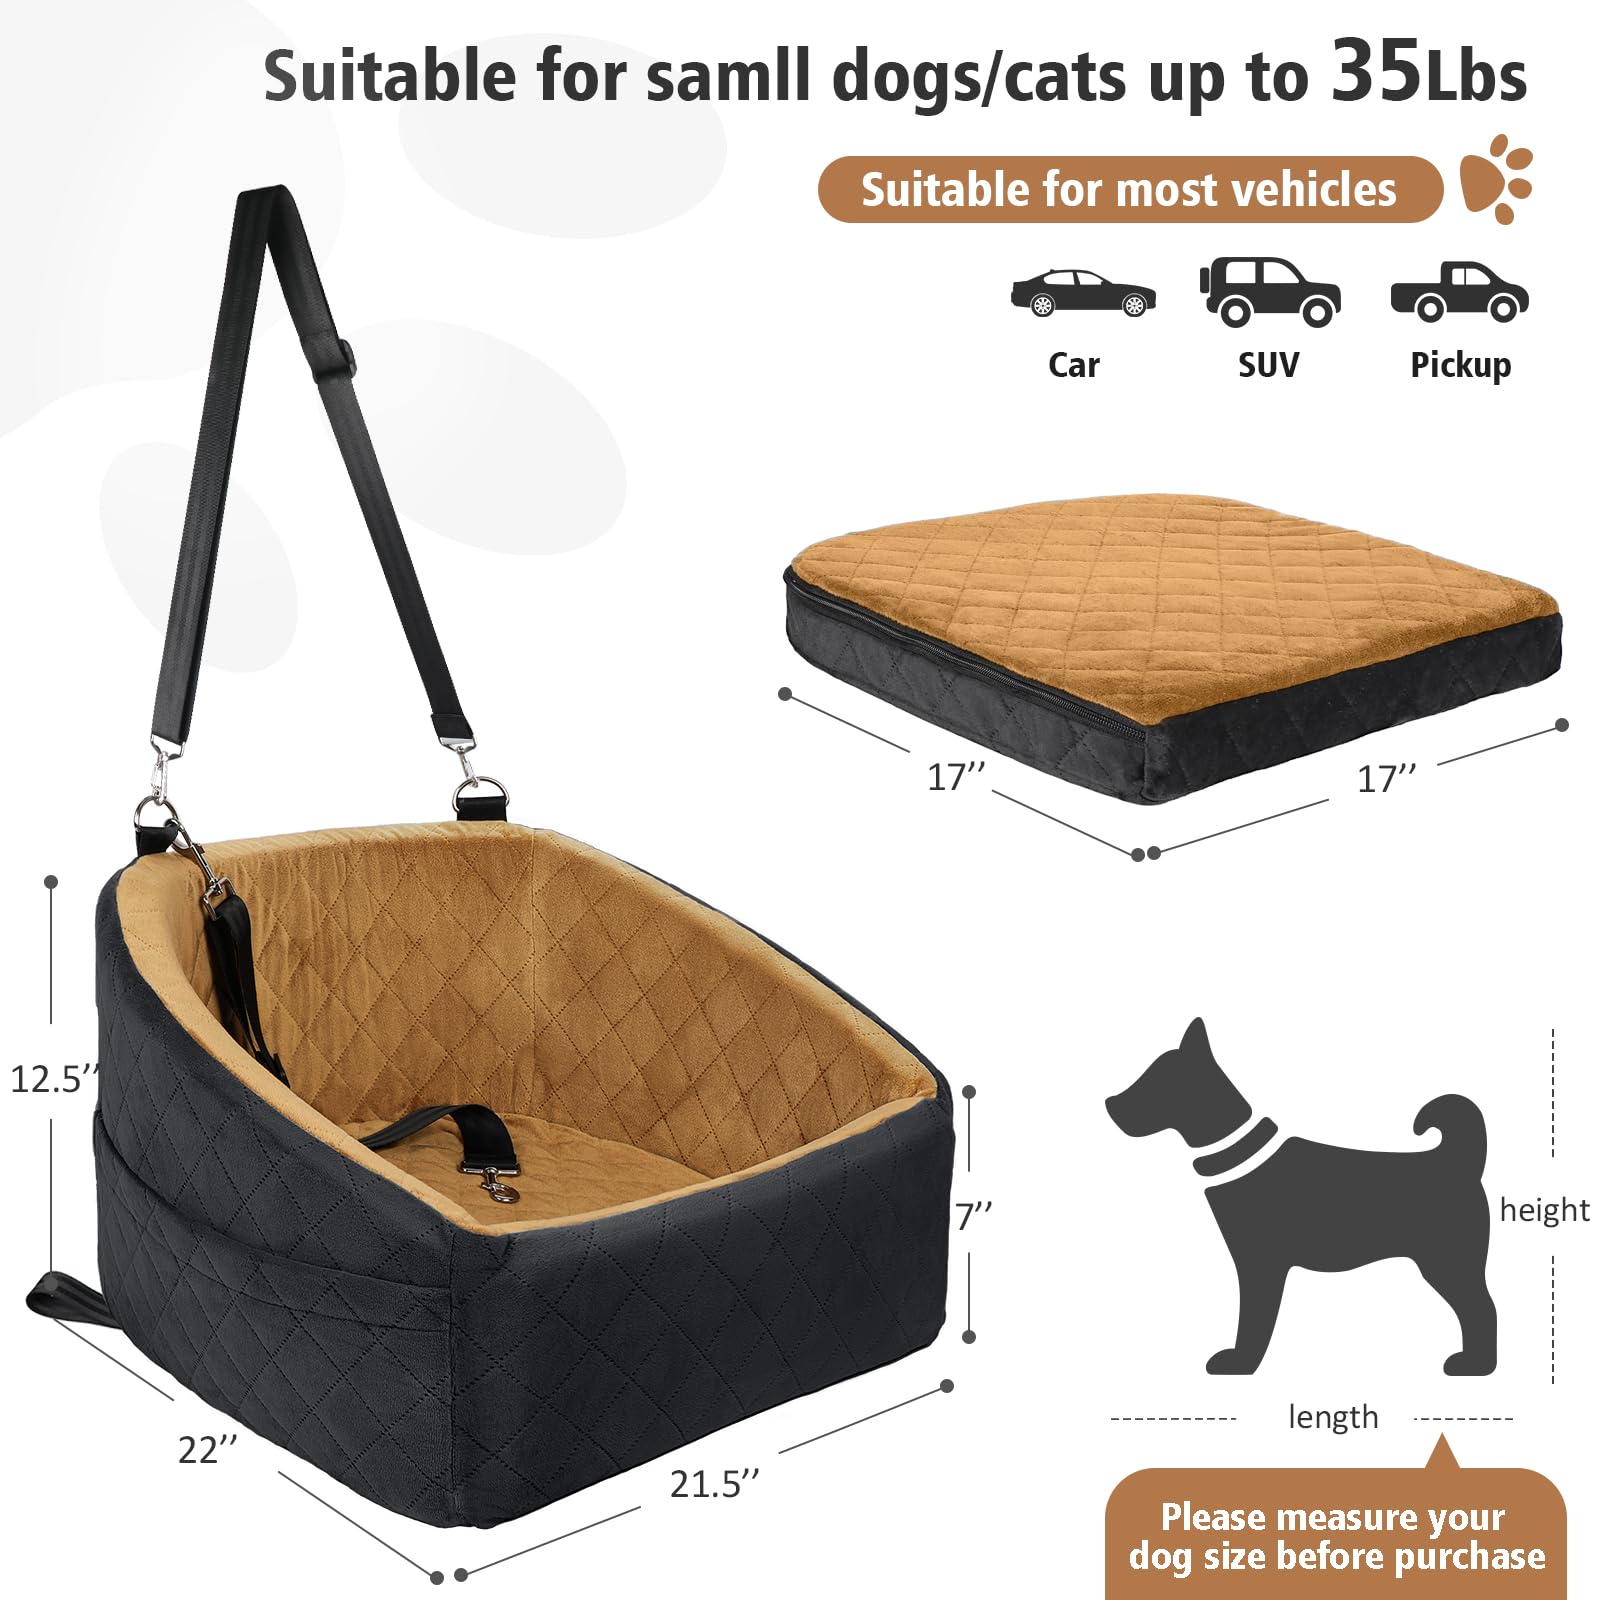 Suitable for samll dogs/cats up to 35Lbs
Suitable for most vehicles
Car
SUV
Pickup
17’’
17’’
12.5’’
7’’
22’’
21.5’’
height
length
Please measure your
dog size before purchase